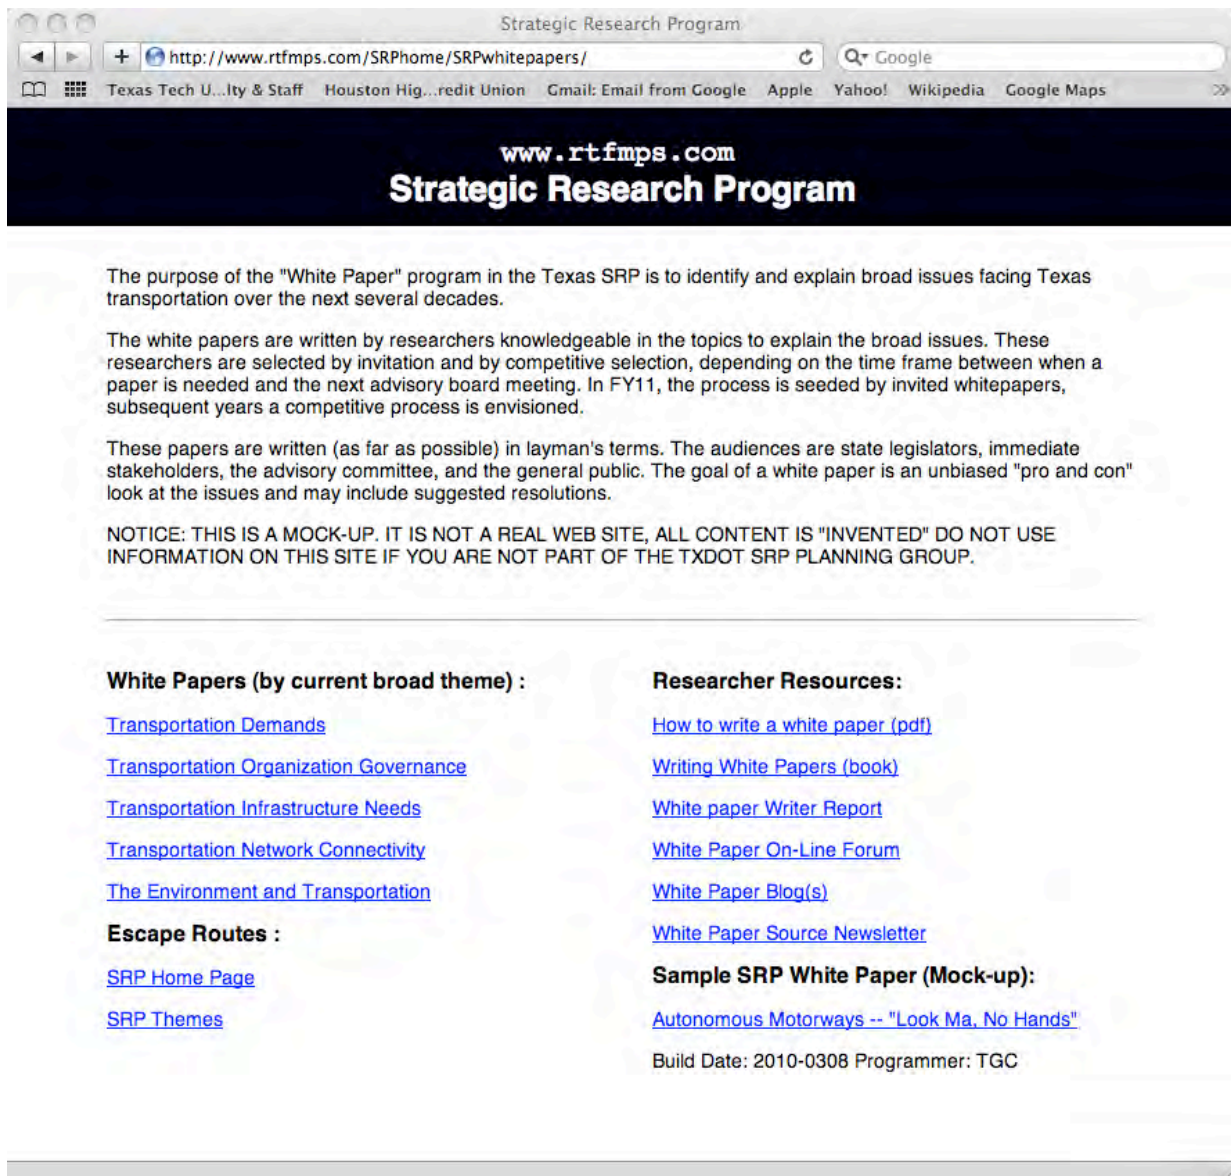 Strategic Research Program
http://www.rtfmps.com/SRPhome/SRPwhitepapers/
Google
Texas Tech U...lty & Staff Houston Hig...redit Union Gmail: Email from Google Apple Yahoo! Wikipedia Google Maps
www.rtfmps.com
Strategic Research Program
The purpose of the "White Paper" program in the Texas SRP is to identify and explain broad issues facing Texas
transportation over the next several decades.
The white papers are written by researchers knowledgeable in the topics to explain the broad issues. These
researchers are selected by invitation and by competitive selection, depending on the time frame between when a
paper is needed and the next advisory board meeting. In FY11, the process is seeded by invited whitepapers,
subsequent years a competitive process is envisioned.
These papers are written (as far as possible) in layman's terms. The audiences are state legislators, immediate
stakeholders, the advisory committee, and the general public. The goal of a white paper is an unbiased "pro and con"
look at the issues and may include suggested resolutions.
NOTICE: THIS IS A MOCK-UP. IT IS NOT A REAL WEB SITE, ALL CONTENT IS "INVENTED" DO NOT USE
INFORMATION ON THIS SITE IF YOU ARE NOT PART OF THE TXDOT SRP PLANNING GROUP.
White Papers (by current broad theme) :
Transportation Demands
Transportation Organization Governance
Transportation Infrastructure Needs
Transportation Network Connectivity
The Environment and Transportation
Escape Routes :
SRP Home Page
SRP Themes
Researcher Resources:
How to write a white paper (pdf)
Writing White Papers (book)
White paper Writer Report
White Paper On-Line Forum
White Paper Blog(s)
White Paper Source Newsletter
Sample SRP White Paper (Mock-up):
Autonomous Motorways -- "Look Ma, No Hands"
Build Date: 2010-0308 Programmer: TGC